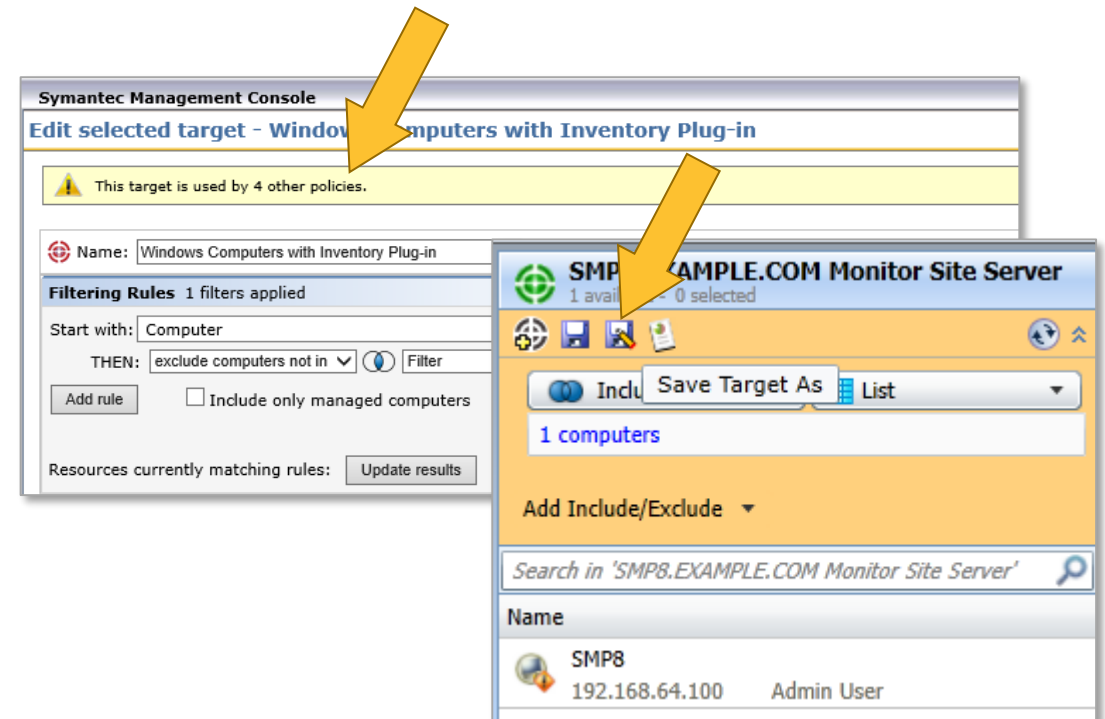 Symantec Management Console
Edit selected target - Window mputers with Inventory Plug-in
This target is used by 4 other policies.
Name: Windows Computers with Inventory Plug-in
Filtering Rules 1 filters applied
Start with: Computer
THEN: exclude computers not in Filter
Add rule Include only managed computers
Resources currently matching rules: Update results
SMP EXAMPLE.COM Monitor Site Server
1 avail - 0 selected
Save Target As
Inclu List
1 computers
Add Include/Exclude
Search in 'SMP8.EXAMPLE.COM Monitor Site Server'
Name
SMP8
192.168.64.100 Admin User